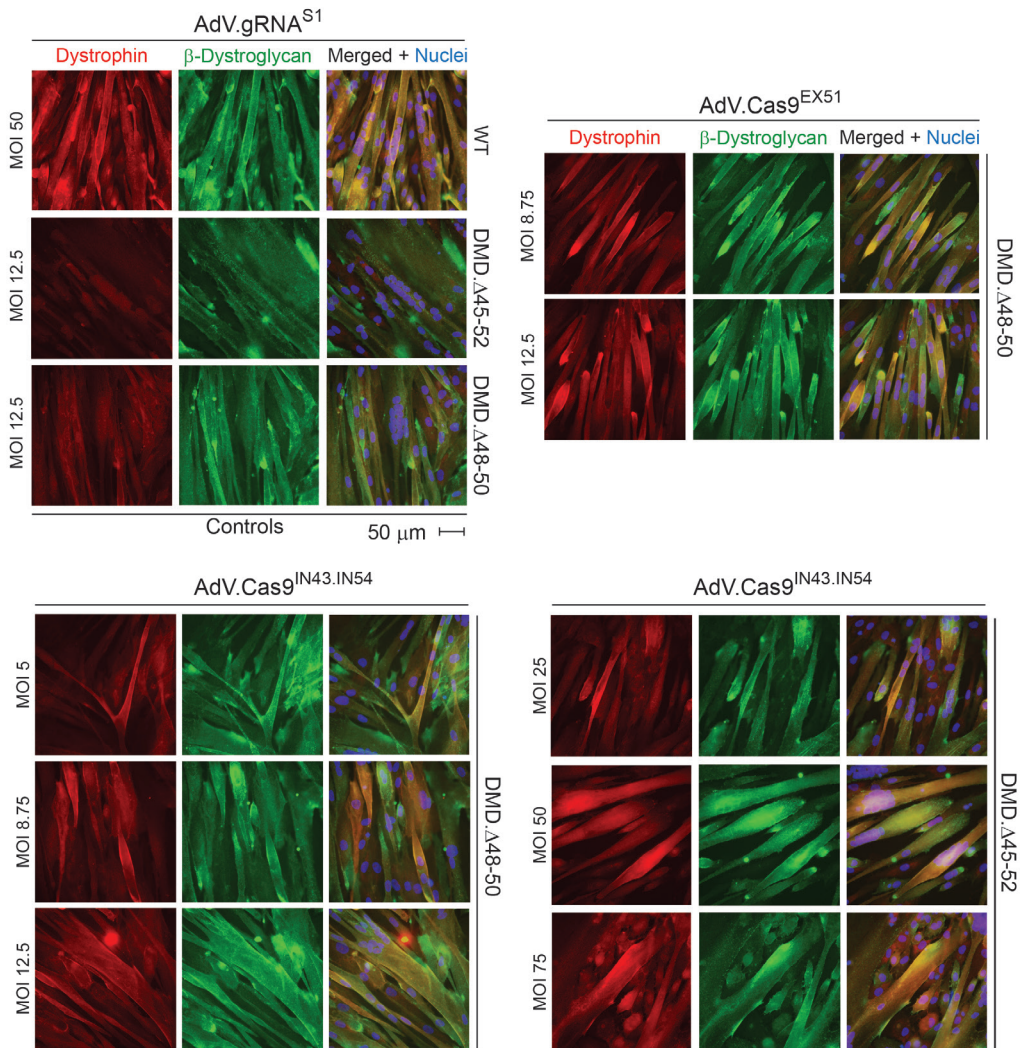 AdV.gRNA^S1
Dystrophin β-Dystroglycan Merged + Nuclei
MOI 50 WT
MOI 12.5 DMD.Δ45-52
MOI 12.5 DMD.Δ48-50
Controls 50 μm
AdV.Cas9^EX51
Dystrophin β-Dystroglycan Merged + Nuclei
MOI 8.75
MOI 12.5
DMD.Δ48-50
AdV.Cas9^IN43.IN54
MOI 5
MOI 8.75
MOI 12.5
DMD.Δ48-50
AdV.Cas9^IN43.IN54
MOI 25
MOI 50
MOI 75
DMD.Δ45-52